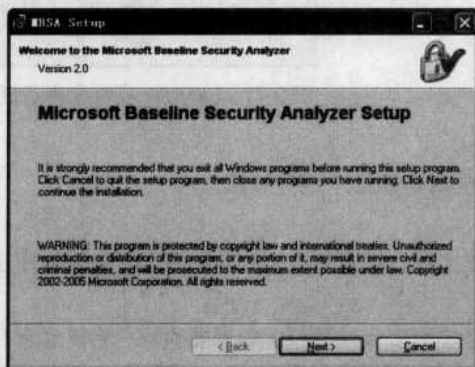 MBSA Setup
Welcome to the Microsoft Baseline Security Analyzer
Version 2.0
Microsoft Baseline Security Analyzer Setup
It is strongly recommended that you exit all Windows programs before running this setup program.
Click Cancel to quit the setup program, then close any programs you have running. Click Next to
continue the installation.
WARNING: This program is protected by copyright law and international treaties. Unauthorized
reproduction or distribution of this program, or any portion of it, may result in severe civil and
criminal penalties, and will be prosecuted to the maximum extent possible under law. Copyright
2002-2005 Microsoft Corporation. All rights reserved.
< Back Next > Cancel